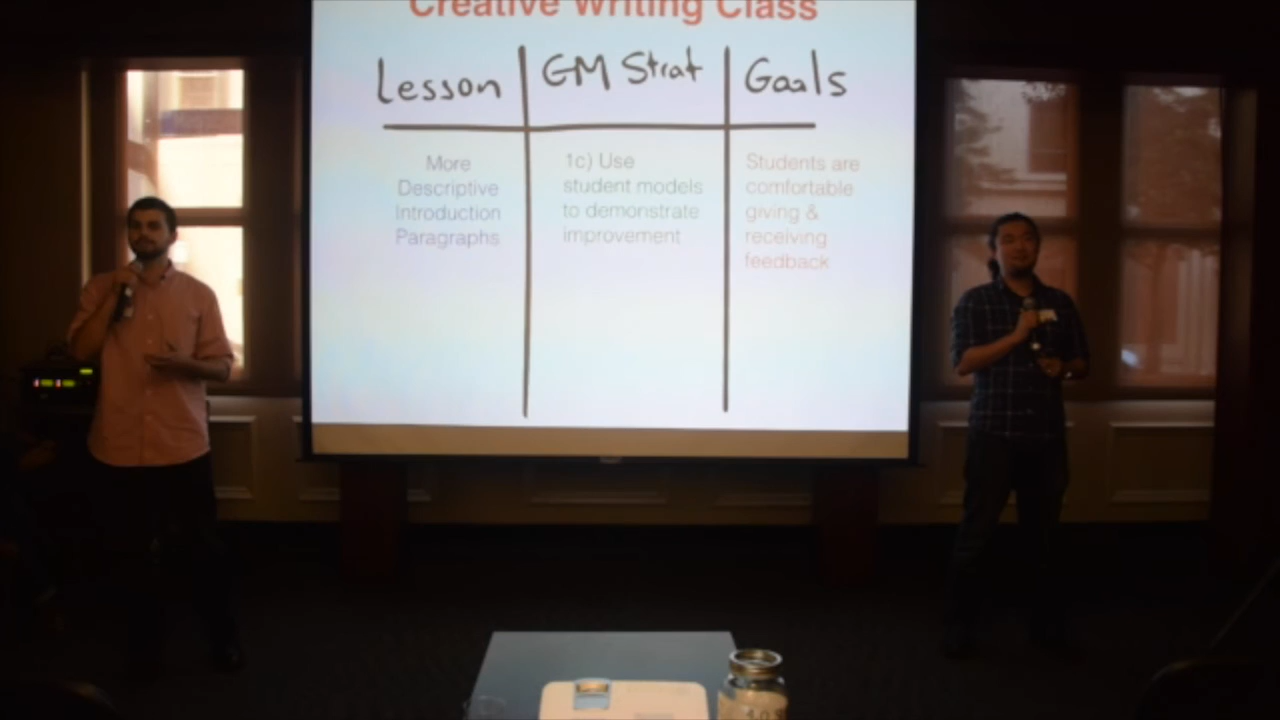 Creative Writing Class
Lesson GM Strat Goals
More
Descriptive
Introduction
Paragraphs
1c) Use
student models
to demonstrate
improvement
Students are
comfortable
giving &
receiving
feedback